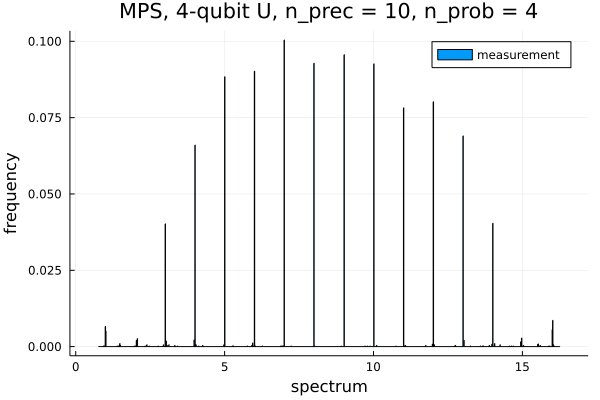 MPS, 4-qubit U, n_prec = 10, n_prob = 4
measurement
frequency
0.100
0.075
0.050
0.025
0.000
0 5 10 15
spectrum